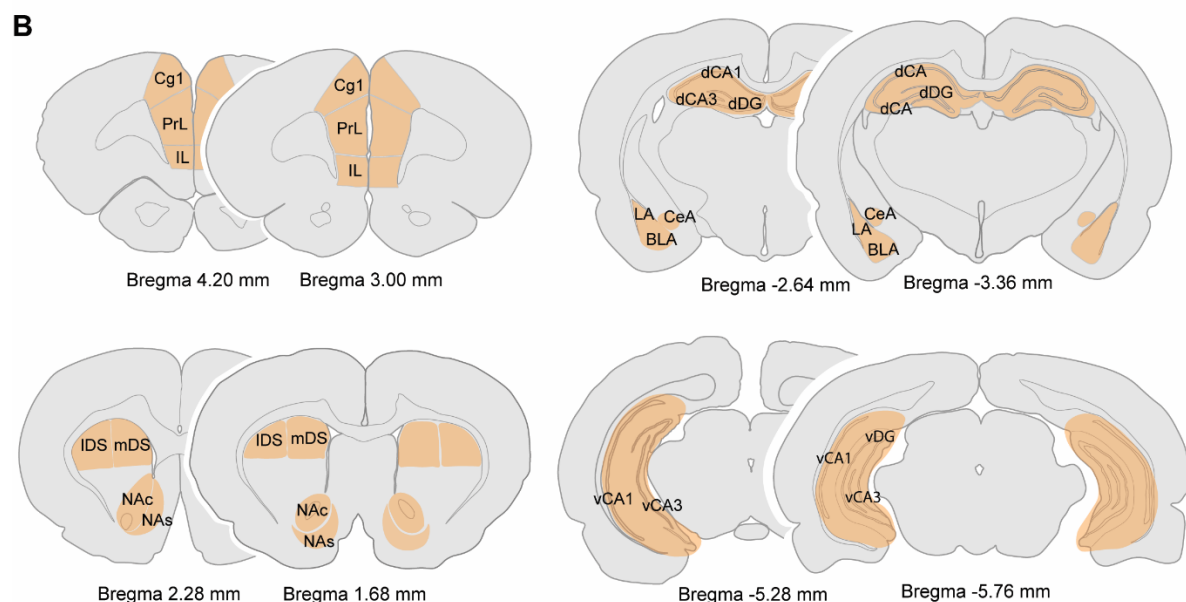 B
Cg1
PrL
IL
Cg1
PrL
IL
Bregma 4.20 mm
Bregma 3.00 mm
dCA1
dCA3
dDG
LA
CeA
BLA
dCA
dDG
dCA
CeA
LA
BLA
Bregma -2.64 mm
Bregma -3.36 mm
lDS
mDS
NAc
NAs
lDS
mDS
NAc
NAs
Bregma 2.28 mm
Bregma 1.68 mm
vCA1
vCA3
vDG
vCA1
vCA3
Bregma -5.28 mm
Bregma -5.76 mm